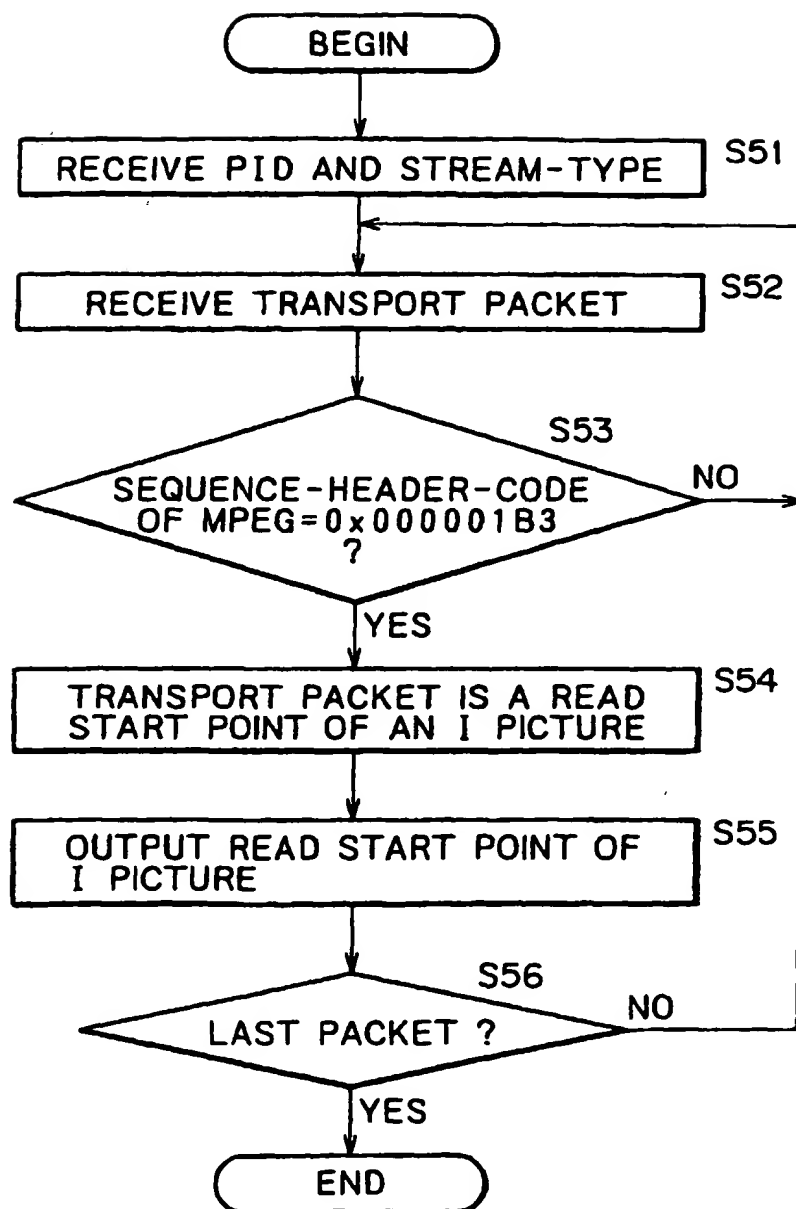 BEGIN
RECEIVE PID AND STREAM-TYPE
S51
RECEIVE TRANSPORT PACKET
S52
S53
SEQUENCE-HEADER-CODE
OF MPEG=0x000001B3
?
NO
YES
TRANSPORT PACKET IS A READ
START POINT OF AN I PICTURE
S54
OUTPUT READ START POINT OF
I PICTURE
S55
S56
LAST PACKET ?
NO
YES
END